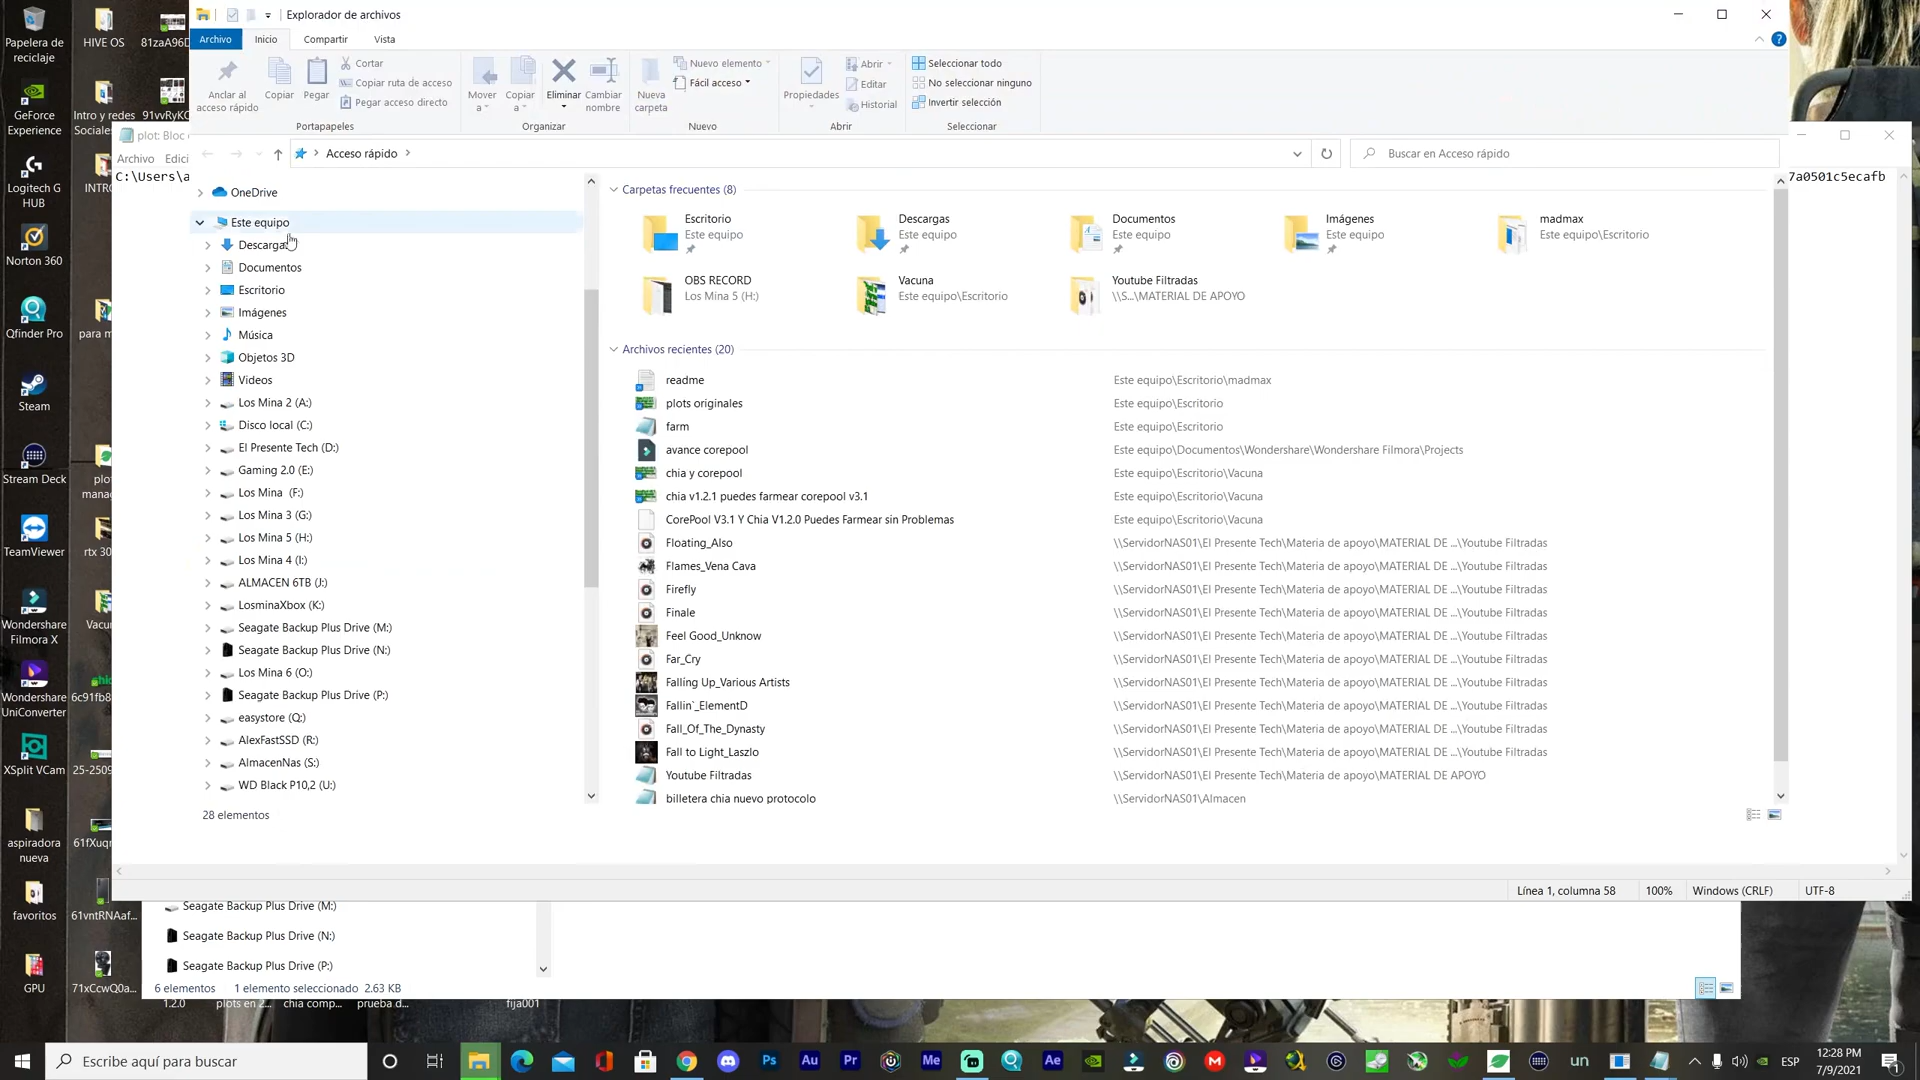 Papelera de
reciclaje
HIVE OS
81zaA96D
GeForce
Experience
Intro y redes
Sociale
91vvRyKC
Logitech G
HUB
INTR
Norton 360
Qfinder Pro
para m
Steam
Stream Deck
plot
mana
TeamViewer
rtx 30
Wondershare
Filmora X
Vacu
Wondershare
UniConverter
6c91fb8
XSplit VCam
25-2509
aspiradora
nueva
61fXuq
favoritos
61vntRNAaf...
GPU
71xCcwQ0a...
Explorador de archivos
Archivo
Inicio
Compartir
Vista
Anclar al
acceso rápido
Copiar
Pegar
Cortar
Copiar ruta de acceso
Pegar acceso directo
Portapapeles
Mover
a
Copiar
a
Eliminar
Cambiar
nombre
Organizar
Nueva
carpeta
Nuevo elemento
Fácil acceso
Nuevo
Propiedades
Abrir
Editar
Historial
Abrir
Seleccionar todo
No seleccionar ninguno
Invertir selección
Seleccionar
plot: Bloc
Archivo Edici
C:\Users\a
7a0501c5ecafb
Acceso rápido
Buscar en Acceso rápido
OneDrive
Este equipo
Descargas
Documentos
Escritorio
Imágenes
Música
Objetos 3D
Videos
Los Mina 2 (A:)
Disco local (C:)
El Presente Tech (D:)
Gaming 2.0 (E:)
Los Mina (F:)
Los Mina 3 (G:)
Los Mina 5 (H:)
Los Mina 4 (I:)
ALMACEN 6TB (J:)
LosminaXbox (K:)
Seagate Backup Plus Drive (M:)
Seagate Backup Plus Drive (N:)
Los Mina 6 (O:)
Seagate Backup Plus Drive (P:)
easystore (Q:)
AlexFastSSD (R:)
AlmacenNas (S:)
WD Black P10,2 (U:)
28 elementos
Carpetas frecuentes (8)
Escritorio
Este equipo
Descargas
Este equipo
Documentos
Este equipo
Imágenes
Este equipo
madmax
Este equipo\Escritorio
OBS RECORD
Los Mina 5 (H:)
Vacuna
Este equipo\Escritorio
Youtube Filtradas
\\S...\MATERIAL DE APOYO
Archivos recientes (20)
readme Este equipo\Escritorio\madmax
plots originales Este equipo\Escritorio
farm Este equipo\Escritorio
avance corepool Este equipo\Documentos\Wondershare\Wondershare Filmora\Projects
chia y corepool Este equipo\Escritorio\Vacuna
chia v1.2.1 puedes farmear corepool v3.1 Este equipo\Escritorio\Vacuna
CorePool V3.1 Y Chia V1.2.0 Puedes Farmear sin Problemas Este equipo\Escritorio\Vacuna
Floating_Also \\ServidorNAS01\El Presente Tech\Materia de apoyo\MATERIAL DE ...\Youtube Filtradas
Flames_Vena Cava \\ServidorNAS01\El Presente Tech\Materia de apoyo\MATERIAL DE ...\Youtube Filtradas
Firefly \\ServidorNAS01\El Presente Tech\Materia de apoyo\MATERIAL DE ...\Youtube Filtradas
Finale \\ServidorNAS01\El Presente Tech\Materia de apoyo\MATERIAL DE ...\Youtube Filtradas
Feel Good_Unknow \\ServidorNAS01\El Presente Tech\Materia de apoyo\MATERIAL DE ...\Youtube Filtradas
Far_Cry \\ServidorNAS01\El Presente Tech\Materia de apoyo\MATERIAL DE ...\Youtube Filtradas
Falling Up_Various Artists \\ServidorNAS01\El Presente Tech\Materia de apoyo\MATERIAL DE ...\Youtube Filtradas
Fallin`_ElementD \\ServidorNAS01\El Presente Tech\Materia de apoyo\MATERIAL DE ...\Youtube Filtradas
Fall_Of_The_Dynasty \\ServidorNAS01\El Presente Tech\Materia de apoyo\MATERIAL DE ...\Youtube Filtradas
Fall to Light_Laszlo \\ServidorNAS01\El Presente Tech\Materia de apoyo\MATERIAL DE ...\Youtube Filtradas
Youtube Filtradas \\ServidorNAS01\El Presente Tech\Materia de apoyo\MATERIAL DE APOYO
billetera chia nuevo protocolo \\ServidorNAS01\Almacen
Línea 1, columna 58 100% Windows (CRLF) UTF-8
Seagate Backup Plus Drive (M:)
Seagate Backup Plus Drive (N:)
Seagate Backup Plus Drive (P:)
6 elementos 1 elemento seleccionado 2.63 KB
1.2.0 plots en 2... chia comp... prueba d... fija001
Escribe aquí para buscar
Ps Au Pr Me Ae un
ESP
12:28 PM
7/9/2021
1